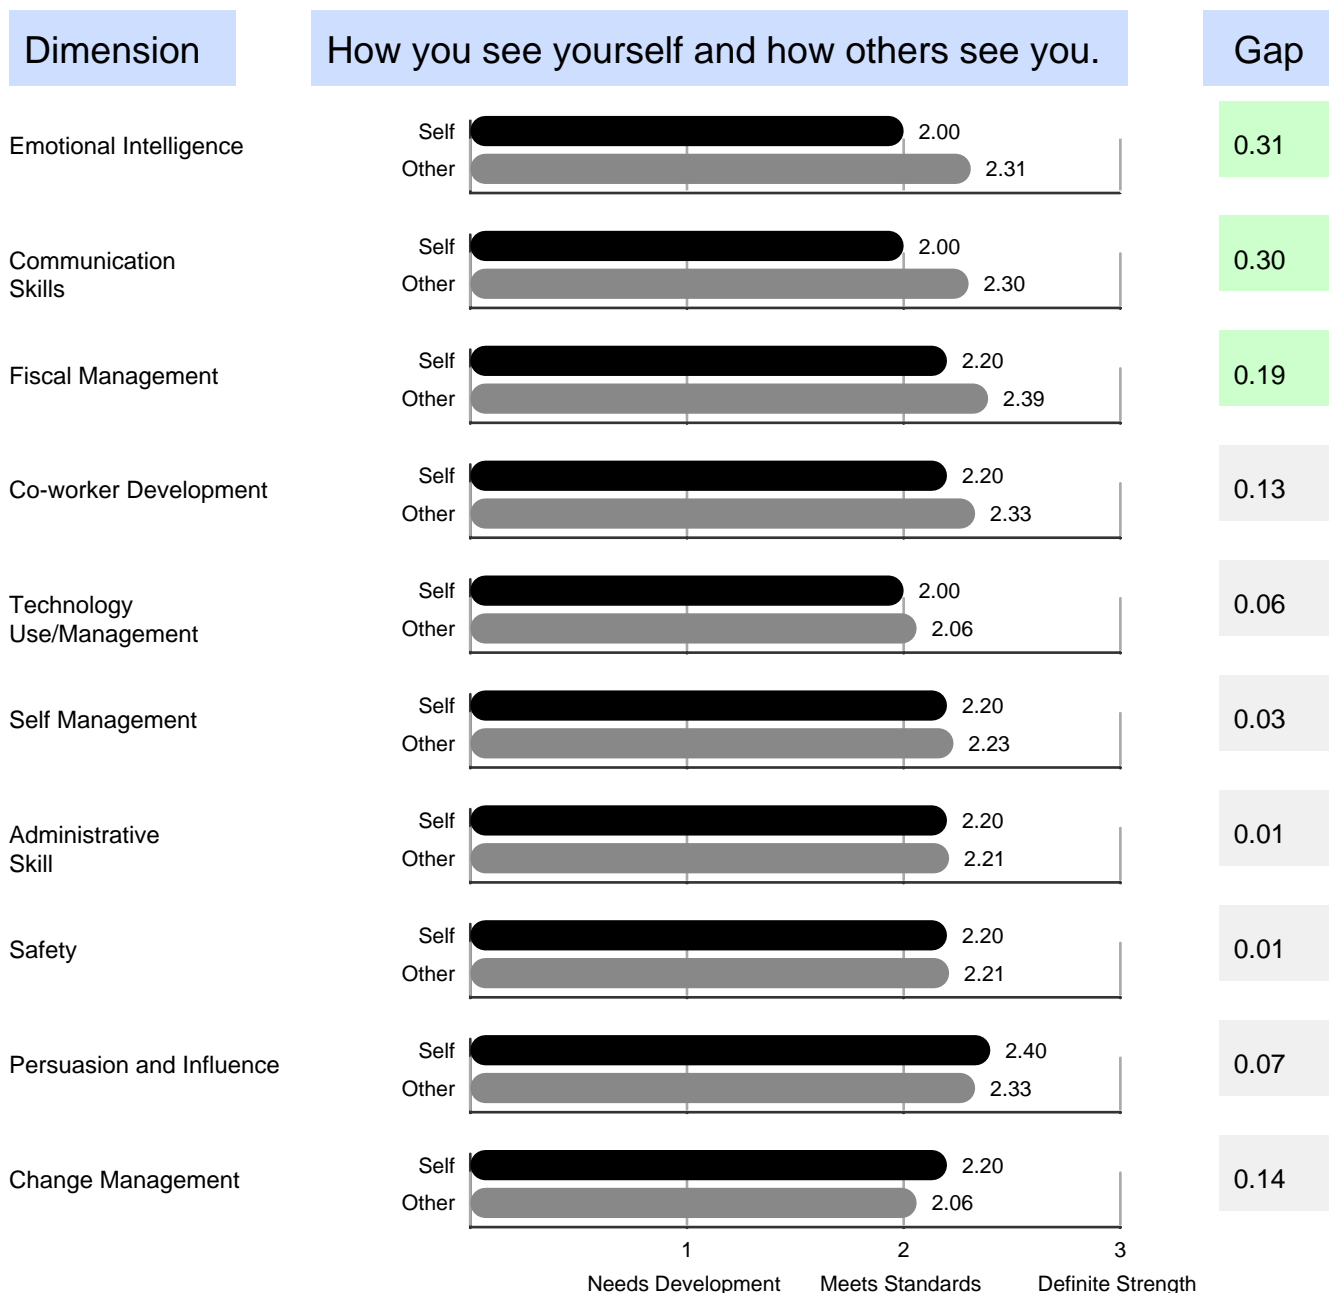 Dimension How you see yourself and how others see you. Gap
Emotional Intelligence
Self 2.00
Other 2.31
0.31
Communication
Skills
Self 2.00
Other 2.30
0.30
Fiscal Management
Self 2.20
Other 2.39
0.19
Co-worker Development
Self 2.20
Other 2.33
0.13
Technology
Use/Management
Self 2.00
Other 2.06
0.06
Self Management
Self 2.20
Other 2.23
0.03
Administrative
Skill
Self 2.20
Other 2.21
0.01
Safety
Self 2.20
Other 2.21
0.01
Persuasion and Influence
Self 2.40
Other 2.33
0.07
Change Management
Self 2.20
Other 2.06
0.14
1 2 3
Needs Development Meets Standards Definite Strength